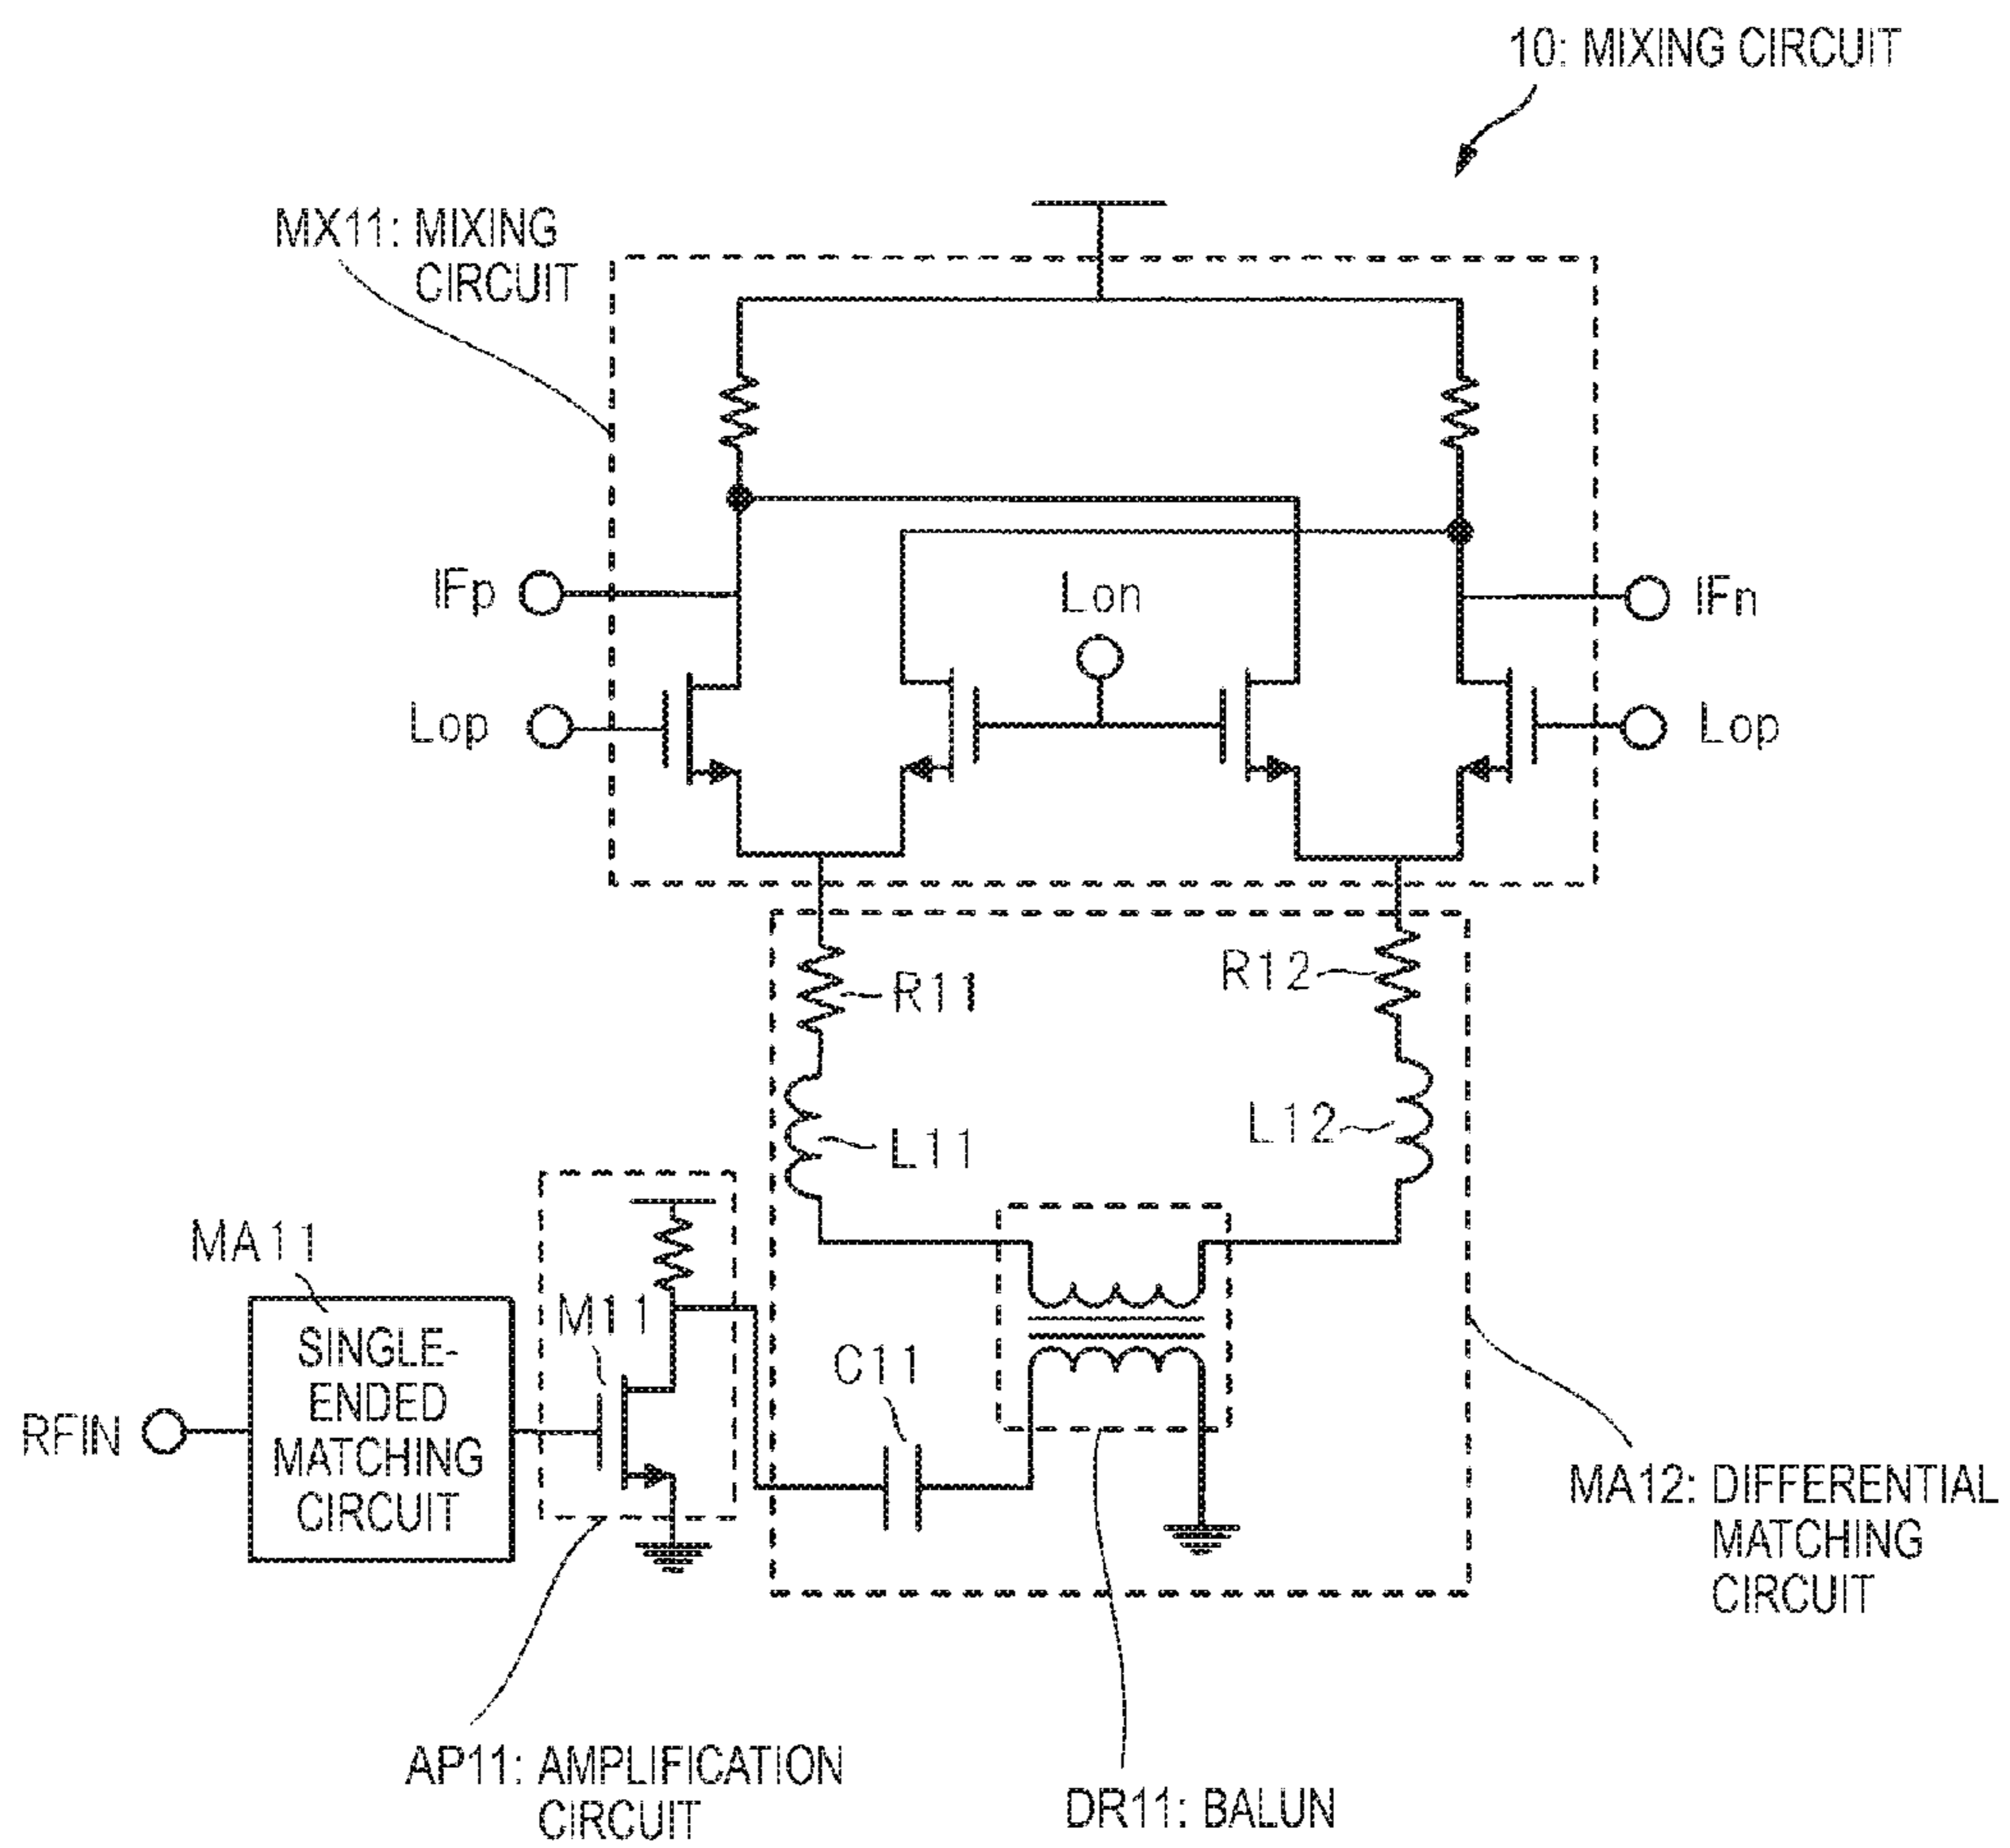 10: MIXING CIRCUIT
MX11: MIXING
CIRCUIT
IFp
Lon
IFn
Lop
Lop
R11
R12
L11
L12
MA11
M11
SINGLE-
ENDED
MATCHING
CIRCUIT
C11
RFIN
MA12: DIFFERENTIAL
MATCHING
CIRCUIT
AP11: AMPLIFICATION
CIRCUIT
DR11: BALUN